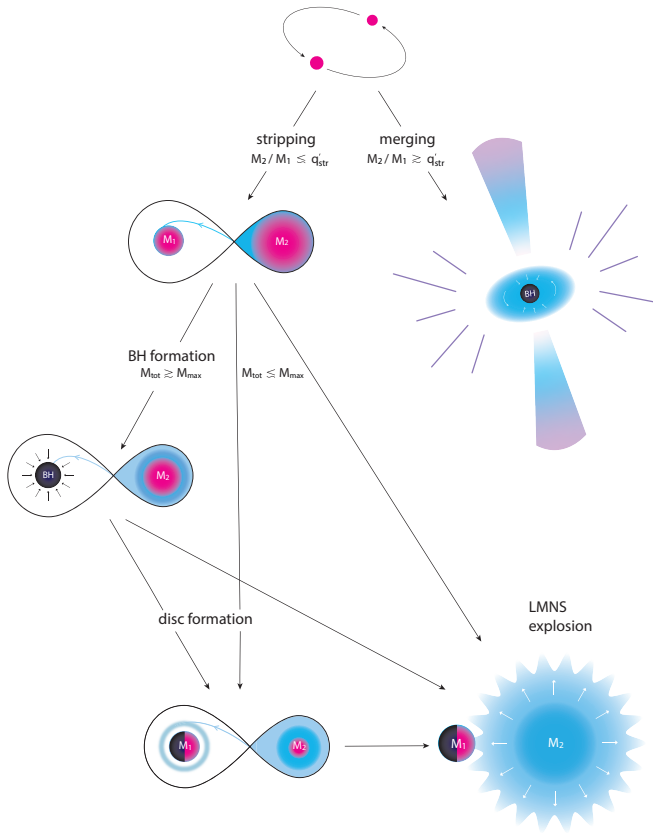 stripping
M₂ / M₁ ≤ q'str
merging
M₂ / M₁ ≳ q'str
M₁
M₂
BH
BH formation
Mtot ≳ Mmax
Mtot ≲ Mmax
BH
M₂
disc formation
LMNS
explosion
M₁
M₂
M₁
M₂